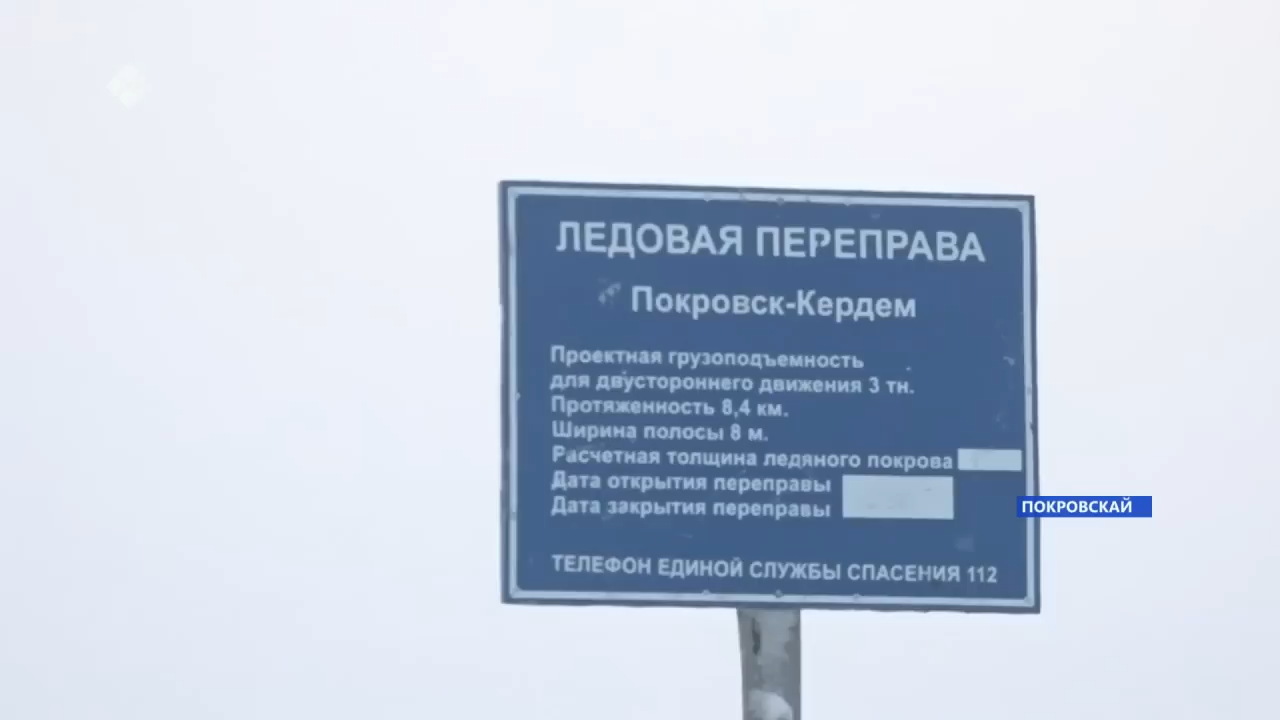 ЛЕДОВАЯ ПЕРЕПРАВА
Покровск-Кердем
Проектная грузоподъемность
для двустороннего движения 3 тн.
Протяженность 8,4 км.
Ширина полосы 8 м.
Расчетная толщина ледяного покрова
Дата открытия переправы
Дата закрытия переправы
ПОКРОВСКАЙ
ТЕЛЕФОН ЕДИНОЙ СЛУЖБЫ СПАСЕНИЯ 112